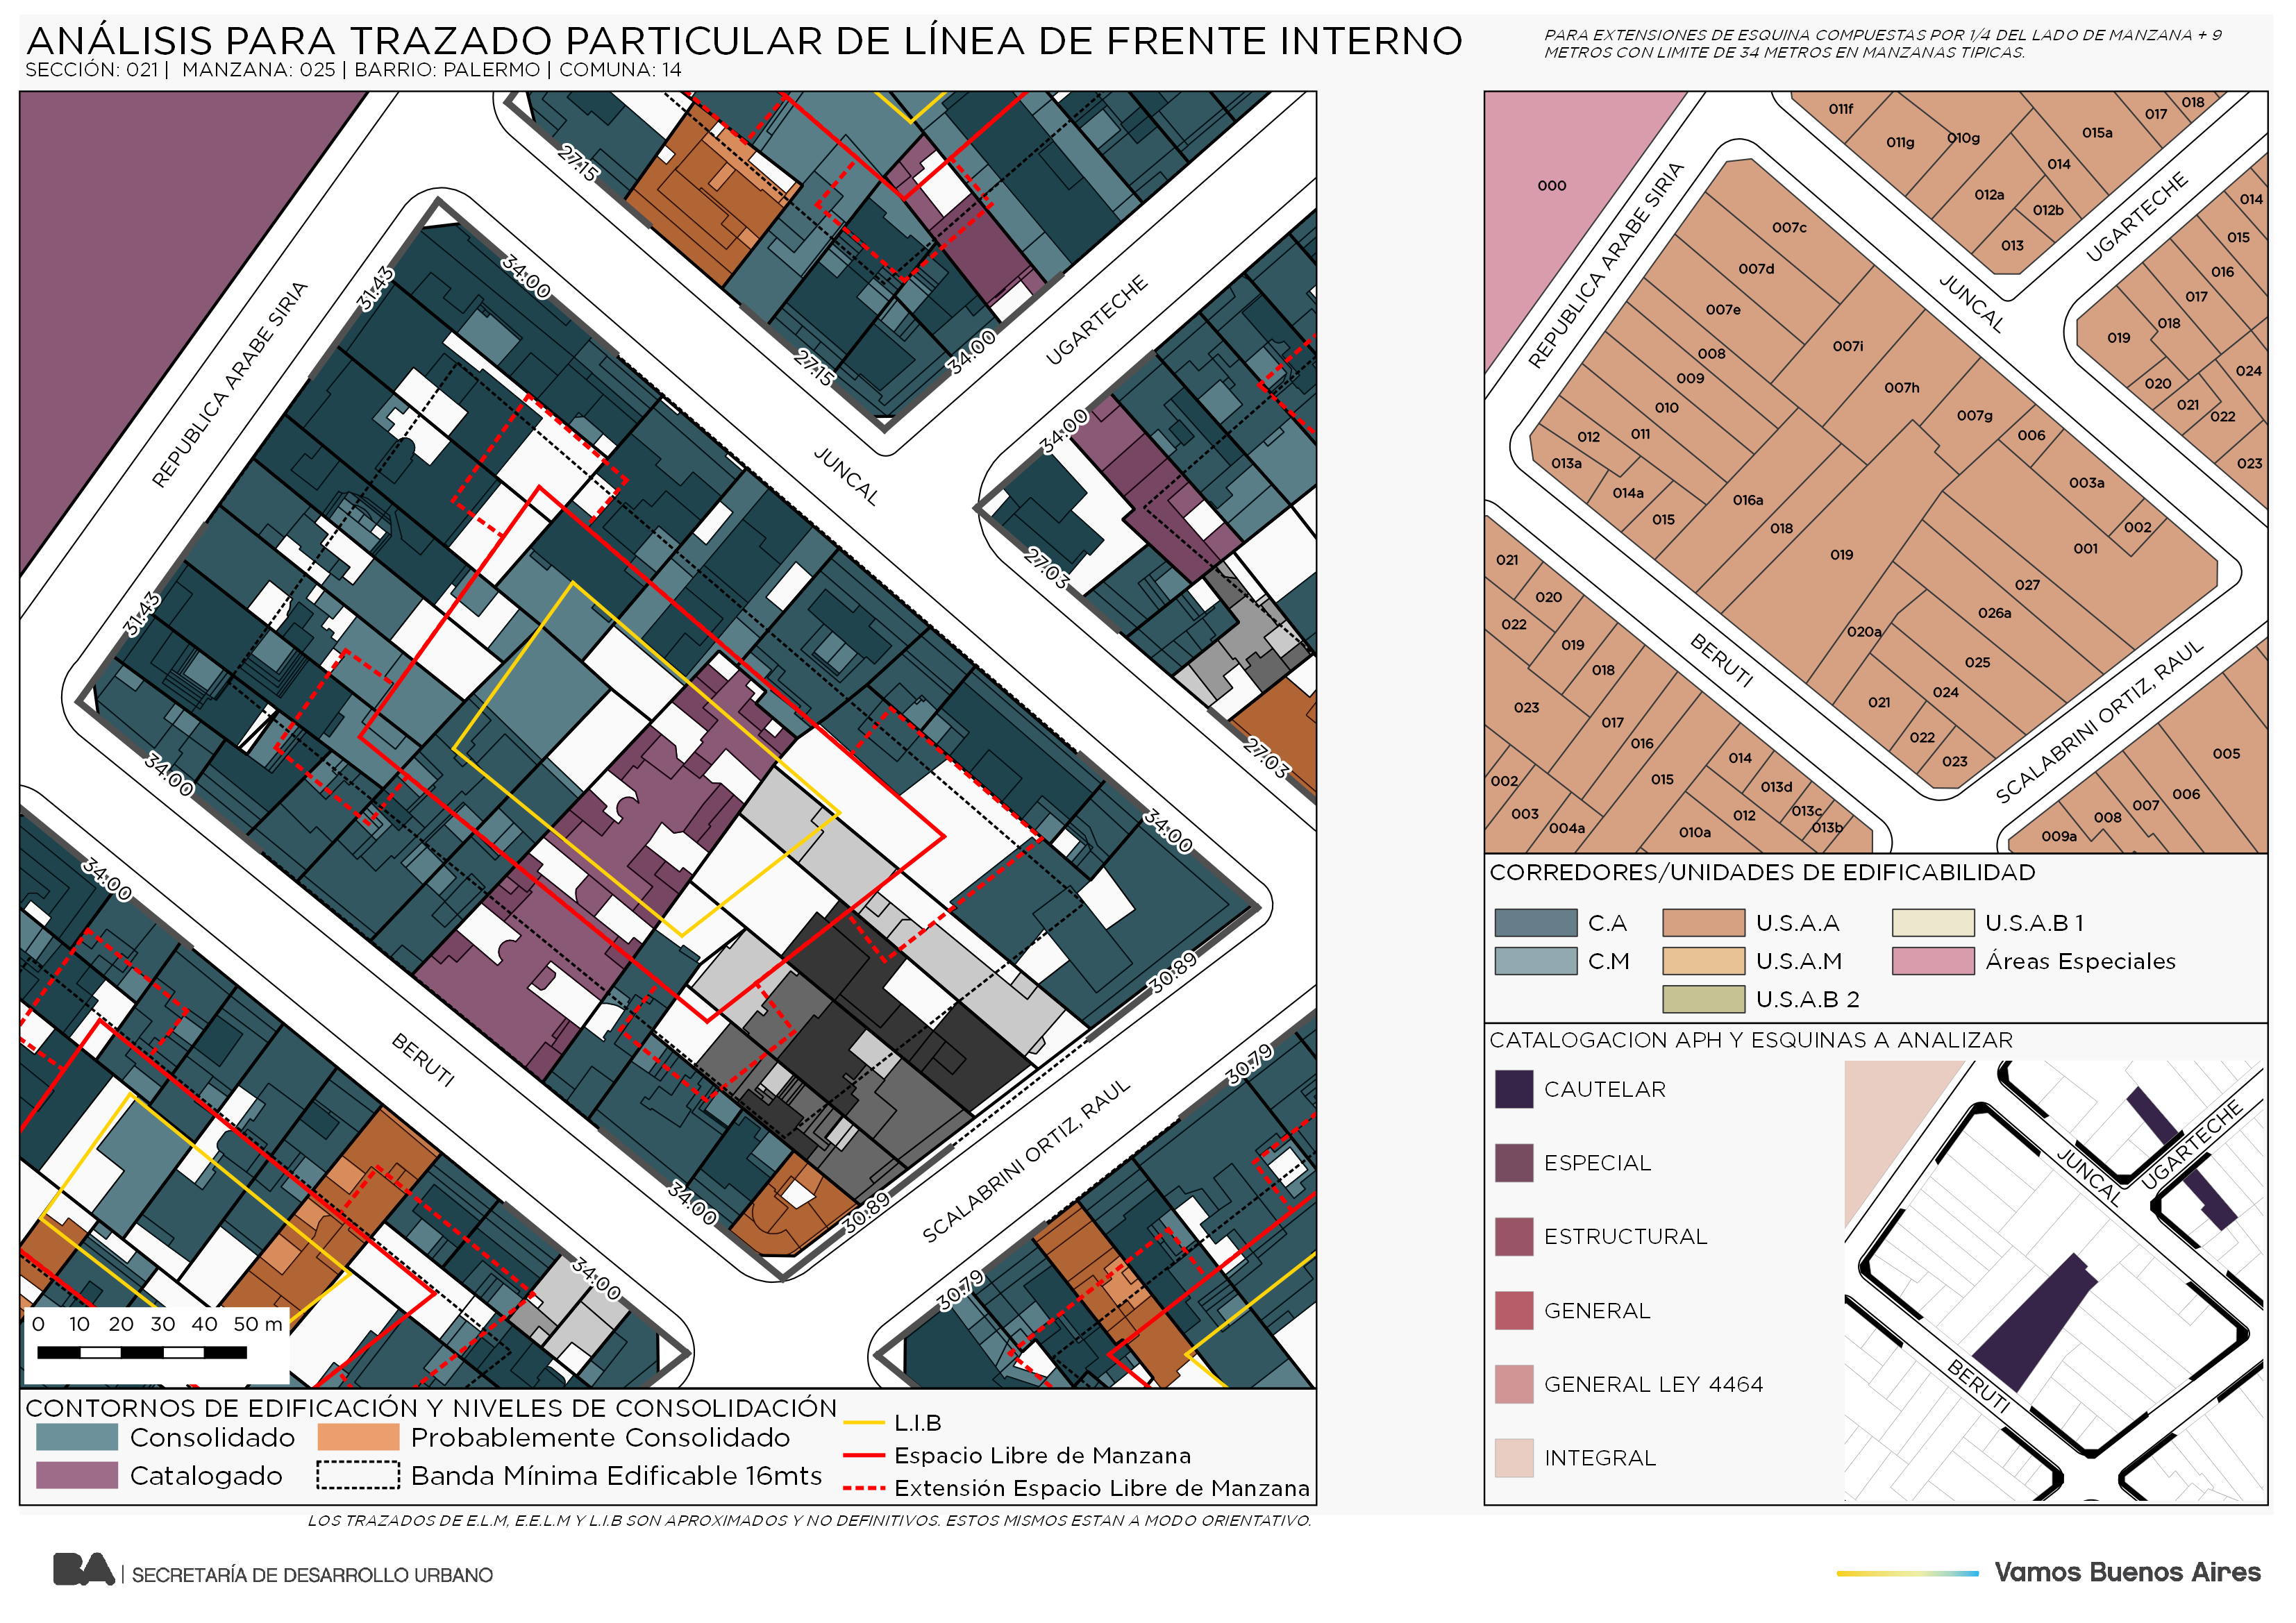 ANÁLISIS PARA TRAZADO PARTICULAR DE LÍNEA DE FRENTE INTERNO
SECCIÓN: 021 | MANZANA: 025 | BARRIO: PALERMO | COMUNA: 14
PARA EXTENSIONES DE ESQUINA COMPUESTAS POR 1/4 DEL LADO DE MANZANA + 9
METROS CON LIMITE DE 34 METROS EN MANZANAS TIPICAS.
27.15
34.00
31.43
REPUBLICA ARABE SIRIA
27.15
34.00
UGARTECHE
JUNCAL
34.00
27.03
31.43
34.00
27.03
34.00
34.00
30.89
BERUTI
30.79
34.00
30.89
SCALABRINI ORTIZ, RAUL
34.00
30.79
0 10 20 30 40 50 m
CONTORNOS DE EDIFICACIÓN Y NIVELES DE CONSOLIDACIÓN
Consolidado
Probablemente Consolidado
Catalogado
Banda Mínima Edificable 16mts
L.I.B
Espacio Libre de Manzana
Extensión Espacio Libre de Manzana
LOS TRAZADOS DE E.L.M, E.E.L.M Y L.I.B SON APROXIMADOS Y NO DEFINITIVOS. ESTOS MISMOS ESTAN A MODO ORIENTATIVO.
000
011f
011g
010g
015a
017
018
014
012a
012b
013
REPUBLICA ARABE SIRIA
UGARTECHE
JUNCAL
014
015
016
017
018
019
020
021
022
024
023
007c
007d
007e
008
009
010
011
012
013a
014a
015
007i
007h
007g
006
003a
002
001
016a
018
019
027
026a
020a
025
024
021
022
023
BERUTI
SCALABRINI ORTIZ, RAUL
021
020
022
019
018
023
017
016
015
014
013d
013c
013b
012
010a
002
003
004a
005
006
007
008
009a
CORREDORES/UNIDADES DE EDIFICABILIDAD
C.A
U.S.A.A
U.S.A.B 1
C.M
U.S.A.M
Áreas Especiales
U.S.A.B 2
CATALOGACION APH Y ESQUINAS A ANALIZAR
CAUTELAR
ESPECIAL
ESTRUCTURAL
GENERAL
GENERAL LEY 4464
INTEGRAL
JUNCAL
UGARTECHE
BERUTI
BA | SECRETARÍA DE DESARROLLO URBANO
Vamos Buenos Aires